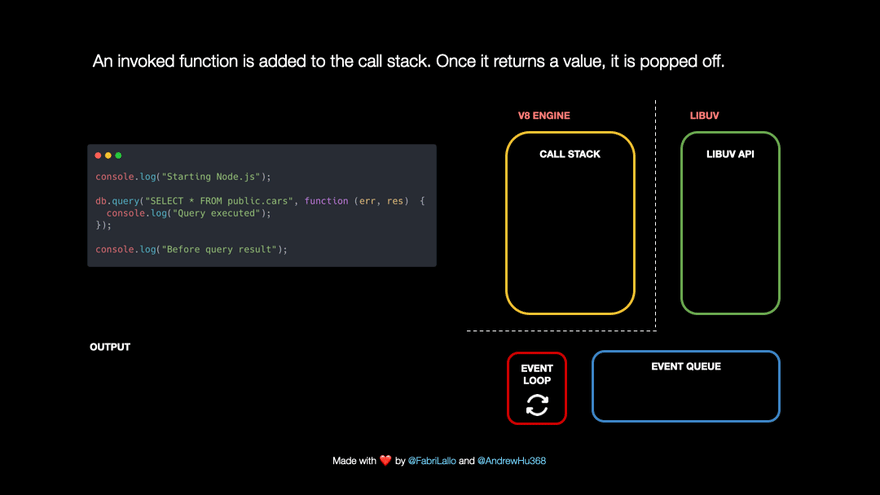 An invoked function is added to the call stack. Once it returns a value, it is popped off.
V8 ENGINE
LIBUV
CALL STACK
LIBUV API
console.log("Starting Node.js");
db.query("SELECT * FROM public.cars", function (err, res)  {
  console.log("Query executed");
});
console.log("Before query result");
OUTPUT
EVENT
LOOP
EVENT QUEUE
Made with ❤️ by @FabriLallo and @AndrewHu368